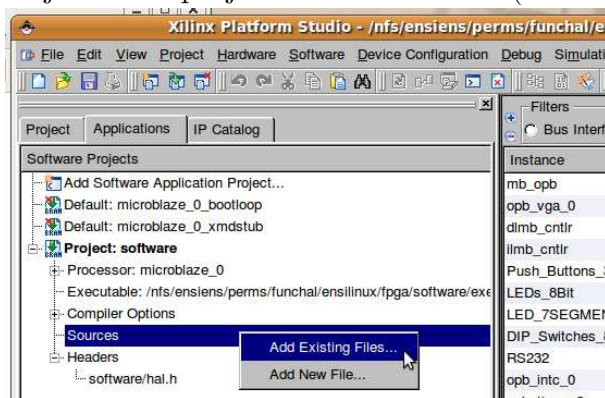 Xilinx Platform Studio - /nfs/ensiens/perms/funchal/e
File Edit View Project Hardware Software Device Configuration Debug Simulati
Project Applications IP Catalog
Filters
Bus Interf
Software Projects
Instance
Add Software Application Project...
mb_opb
Default: microblaze_0_bootloop
opb_vga_0
Default: microblaze_0_xmdstub
dlmb_cntlr
Project: software
ilmb_cntlr
Processor: microblaze_0
Push_Buttons_
Executable: /nfs/ensiens/perms/funchal/ensilinux/fpga/software/exe
LEDs_8Bit
Compiler Options
LED_7SEGMEN
Sources
Add Existing Files...
DIP_Switches_
Headers
RS232
software/hal.h
Add New File...
opb_intc_0